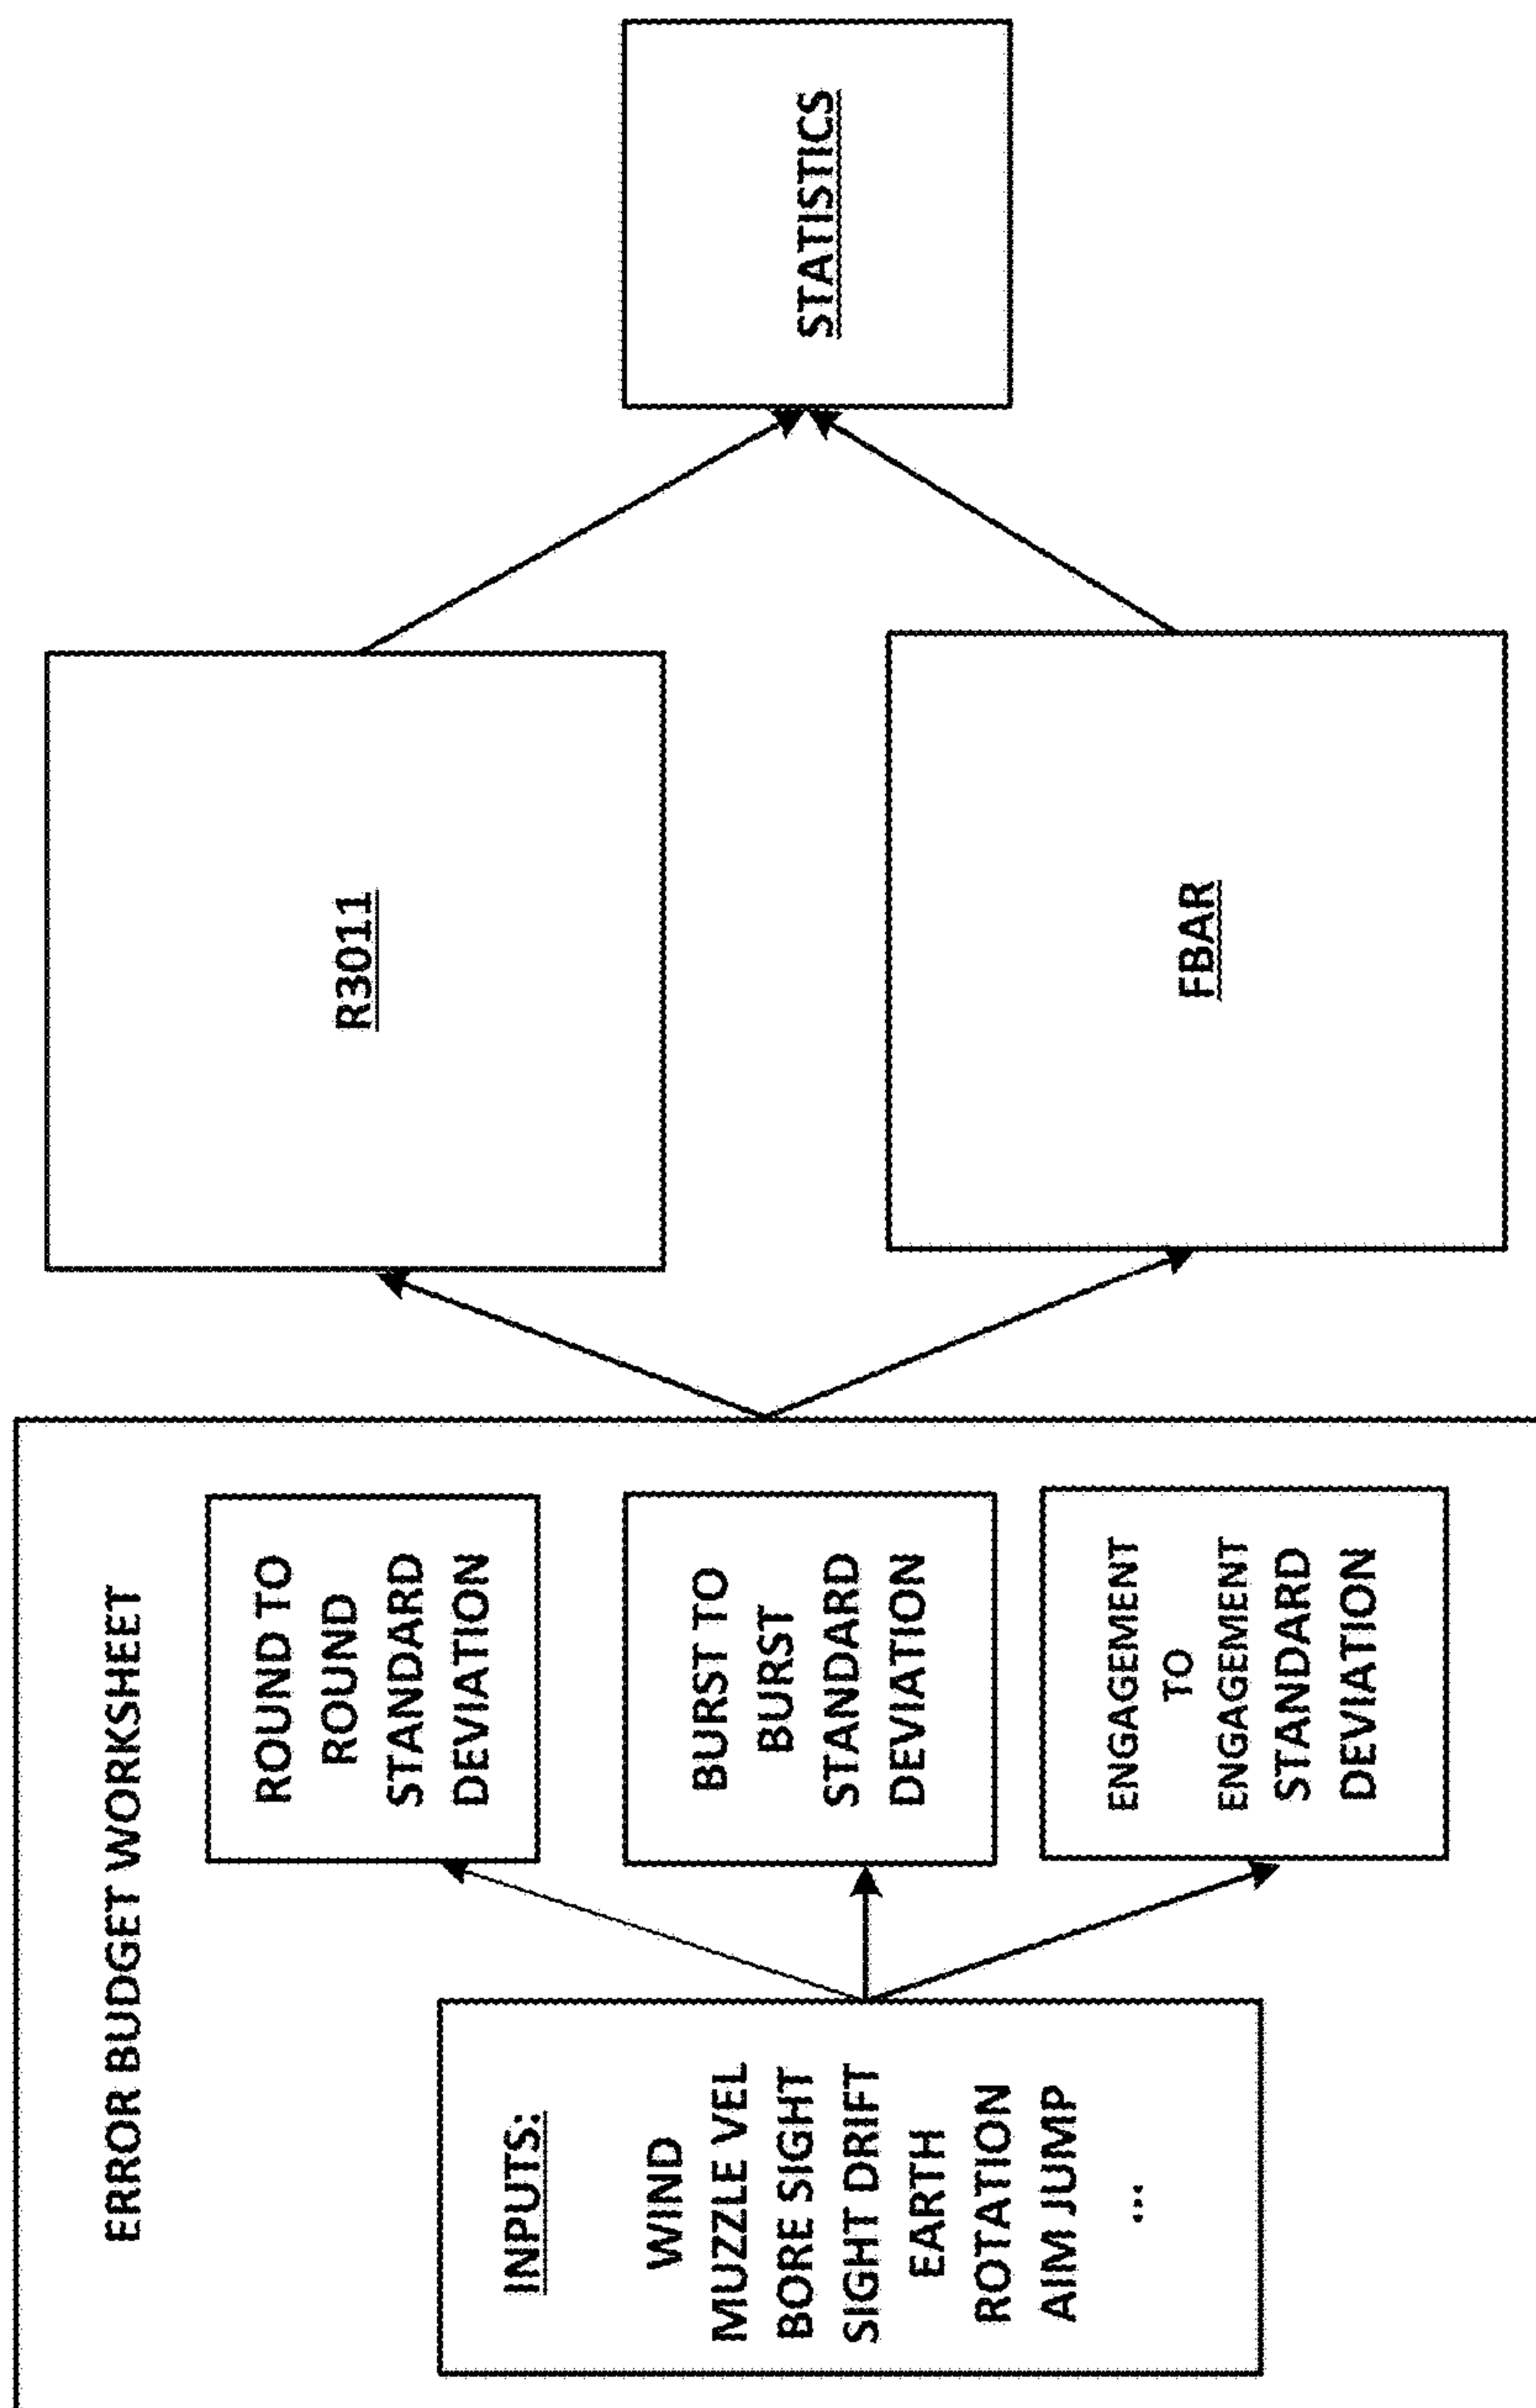 ERROR BUDGET WORKSHEET
INPUTS:
WIND
MUZZLE VEL
BORE SIGHT
SIGHT DRIFT
EARTH
ROTATION
AIM JUMP
...
ROUND TO
ROUND
STANDARD
DEVIATION
BURST TO
BURST
STANDARD
DEVIATION
ENGAGEMENT
TO
ENGAGEMENT
STANDARD
DEVIATION
R3011
FBAR
STATISTICS